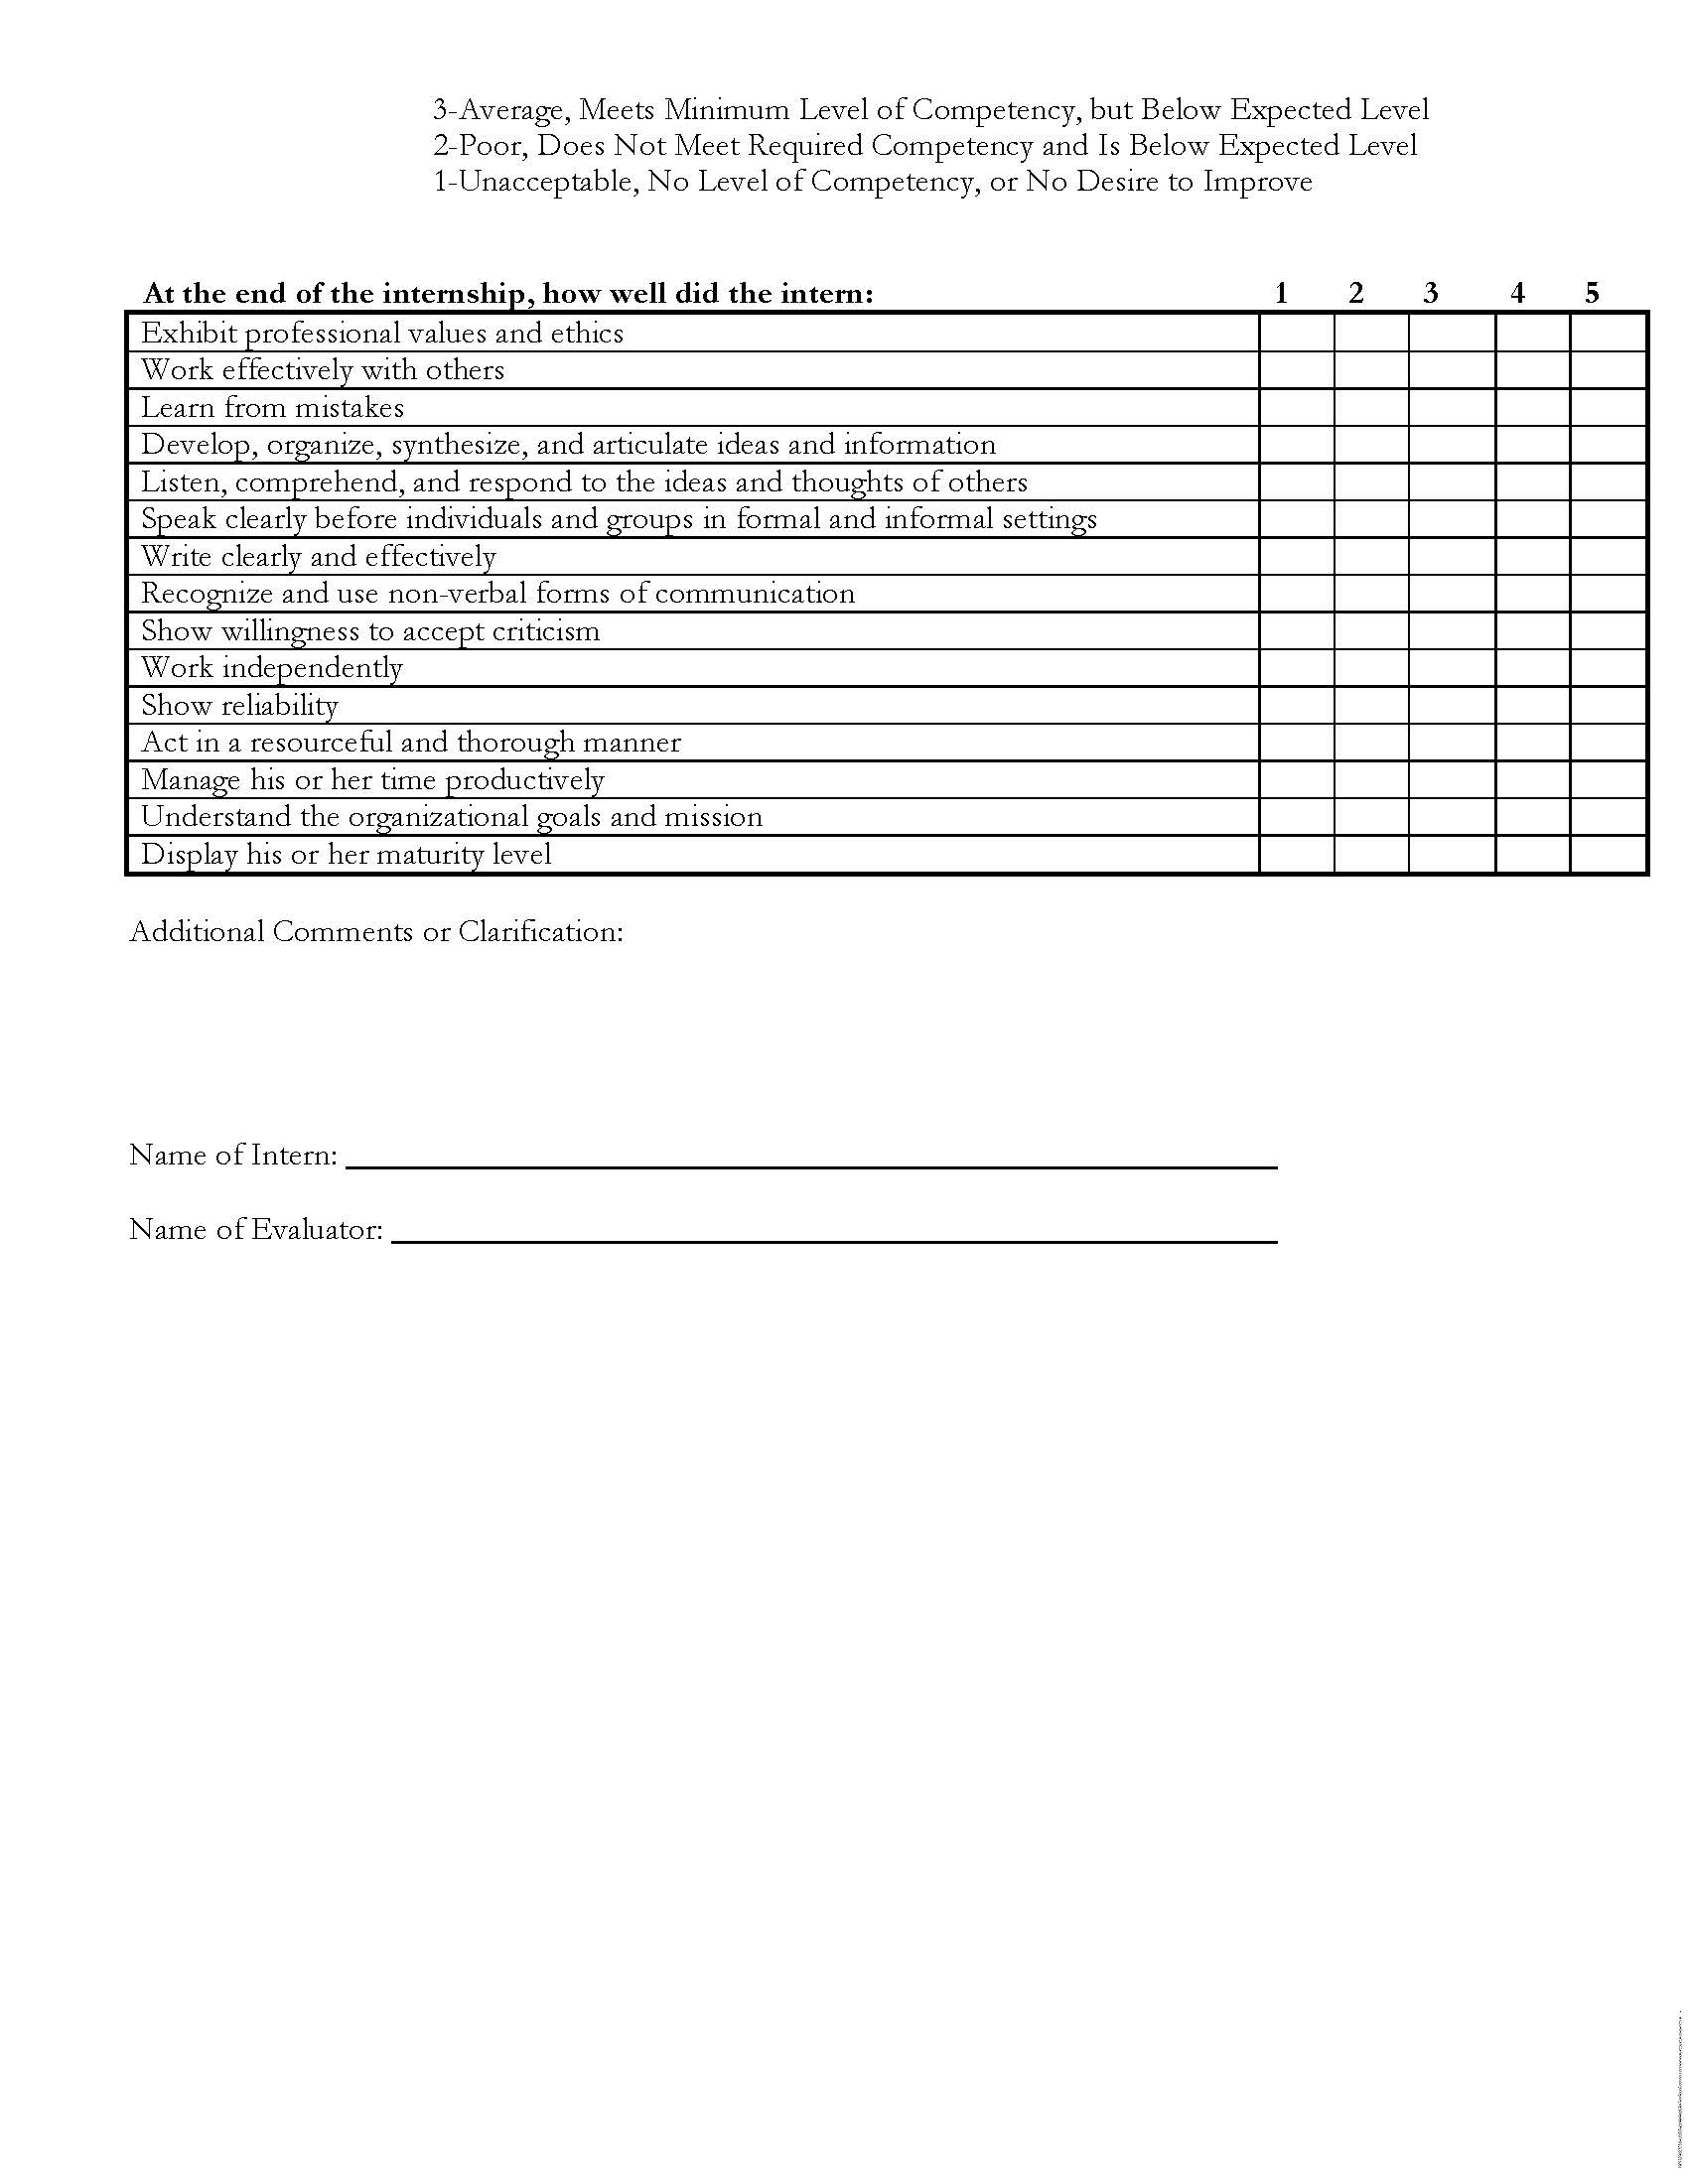 3-Average, Meets Minimum Level of Competency, but Below Expected Level
2-Poor, Does Not Meet Required Competency and Is Below Expected Level
1-Unacceptable, No Level of Competency, or No Desire to Improve
At the end of the internship, how well did the intern: 1 2 3 4 5
Exhibit professional values and ethics
Work effectively with others
Learn from mistakes
Develop, organize, synthesize, and articulate ideas and information
Listen, comprehend, and respond to the ideas and thoughts of others
Speak clearly before individuals and groups in formal and informal settings
Write clearly and effectively
Recognize and use non-verbal forms of communication
Show willingness to accept criticism
Work independently
Show reliability
Act in a resourceful and thorough manner
Manage his or her time productively
Understand the organizational goals and mission
Display his or her maturity level
Additional Comments or Clarification:
Name of Intern:
Name of Evaluator: